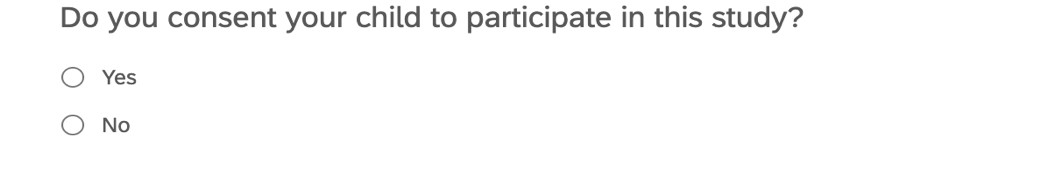 Do you consent your child to participate in this study?
Yes
No